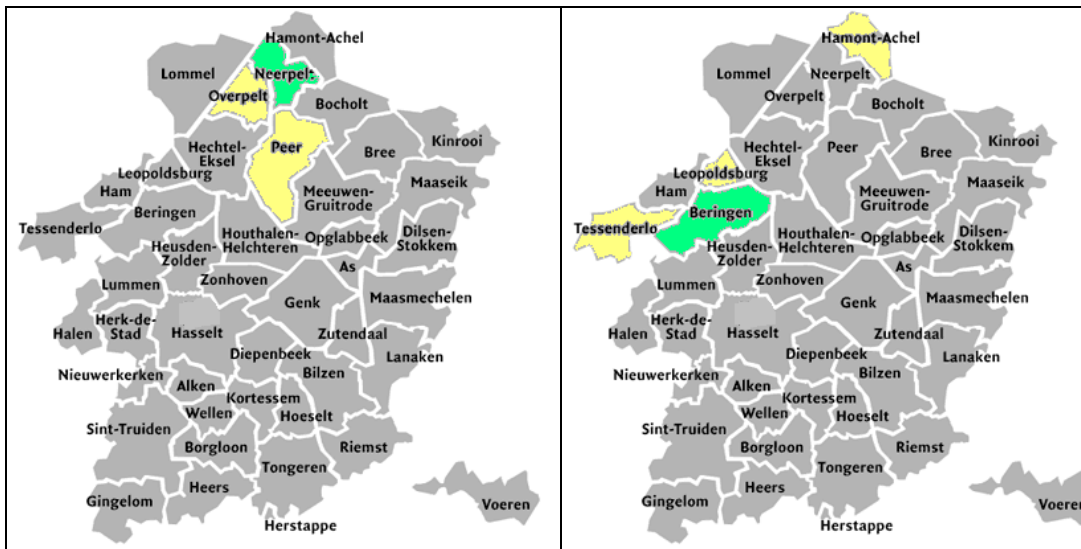 Hamont-Achel
Lommel
Neerpelt
Overpelt
Bocholt
Kinrooi
Hechtel-
Eksel
Peer
Bree
Leopoldsburg
Ham
Meeuwen-
Gruitrode
Maaseik
Beringen
Tessenderlo
Houthalen-
Helchteren
Opglabbeek
Dilsen-
Stokkem
Heusden-
Zolder
As
Zonhoven
Lummen
Genk
Maasmechelen
Halen
Herk-de-
Stad
Hasselt
Zutendaal
Diepenbeek
Lanaken
Nieuwerkerken
Alken
Bilzen
Kortessem
Wellen
Hoeselt
Sint-Truiden
Borgloon
Riemst
Tongeren
Gingelom
Heers
Voeren
Herstappe
Hamont-Achel
Lommel
Neerpelt
Overpelt
Bocholt
Kinrooi
Hechtel-
Eksel
Peer
Bree
Leopoldsburg
Ham
Meeuwen-
Gruitrode
Maaseik
Beringen
Tessenderlo
Houthalen-
Helchteren
Opglabbeek
Dilsen-
Stokkem
Heusden-
Zolder
As
Zonhoven
Lummen
Genk
Maasmechelen
Halen
Herk-de-
Stad
Hasselt
Zutendaal
Diepenbeek
Lanaken
Nieuwerkerken
Alken
Bilzen
Kortessem
Wellen
Hoeselt
Sint-Truiden
Borgloon
Riemst
Tongeren
Gingelom
Heers
Voeren
Herstappe